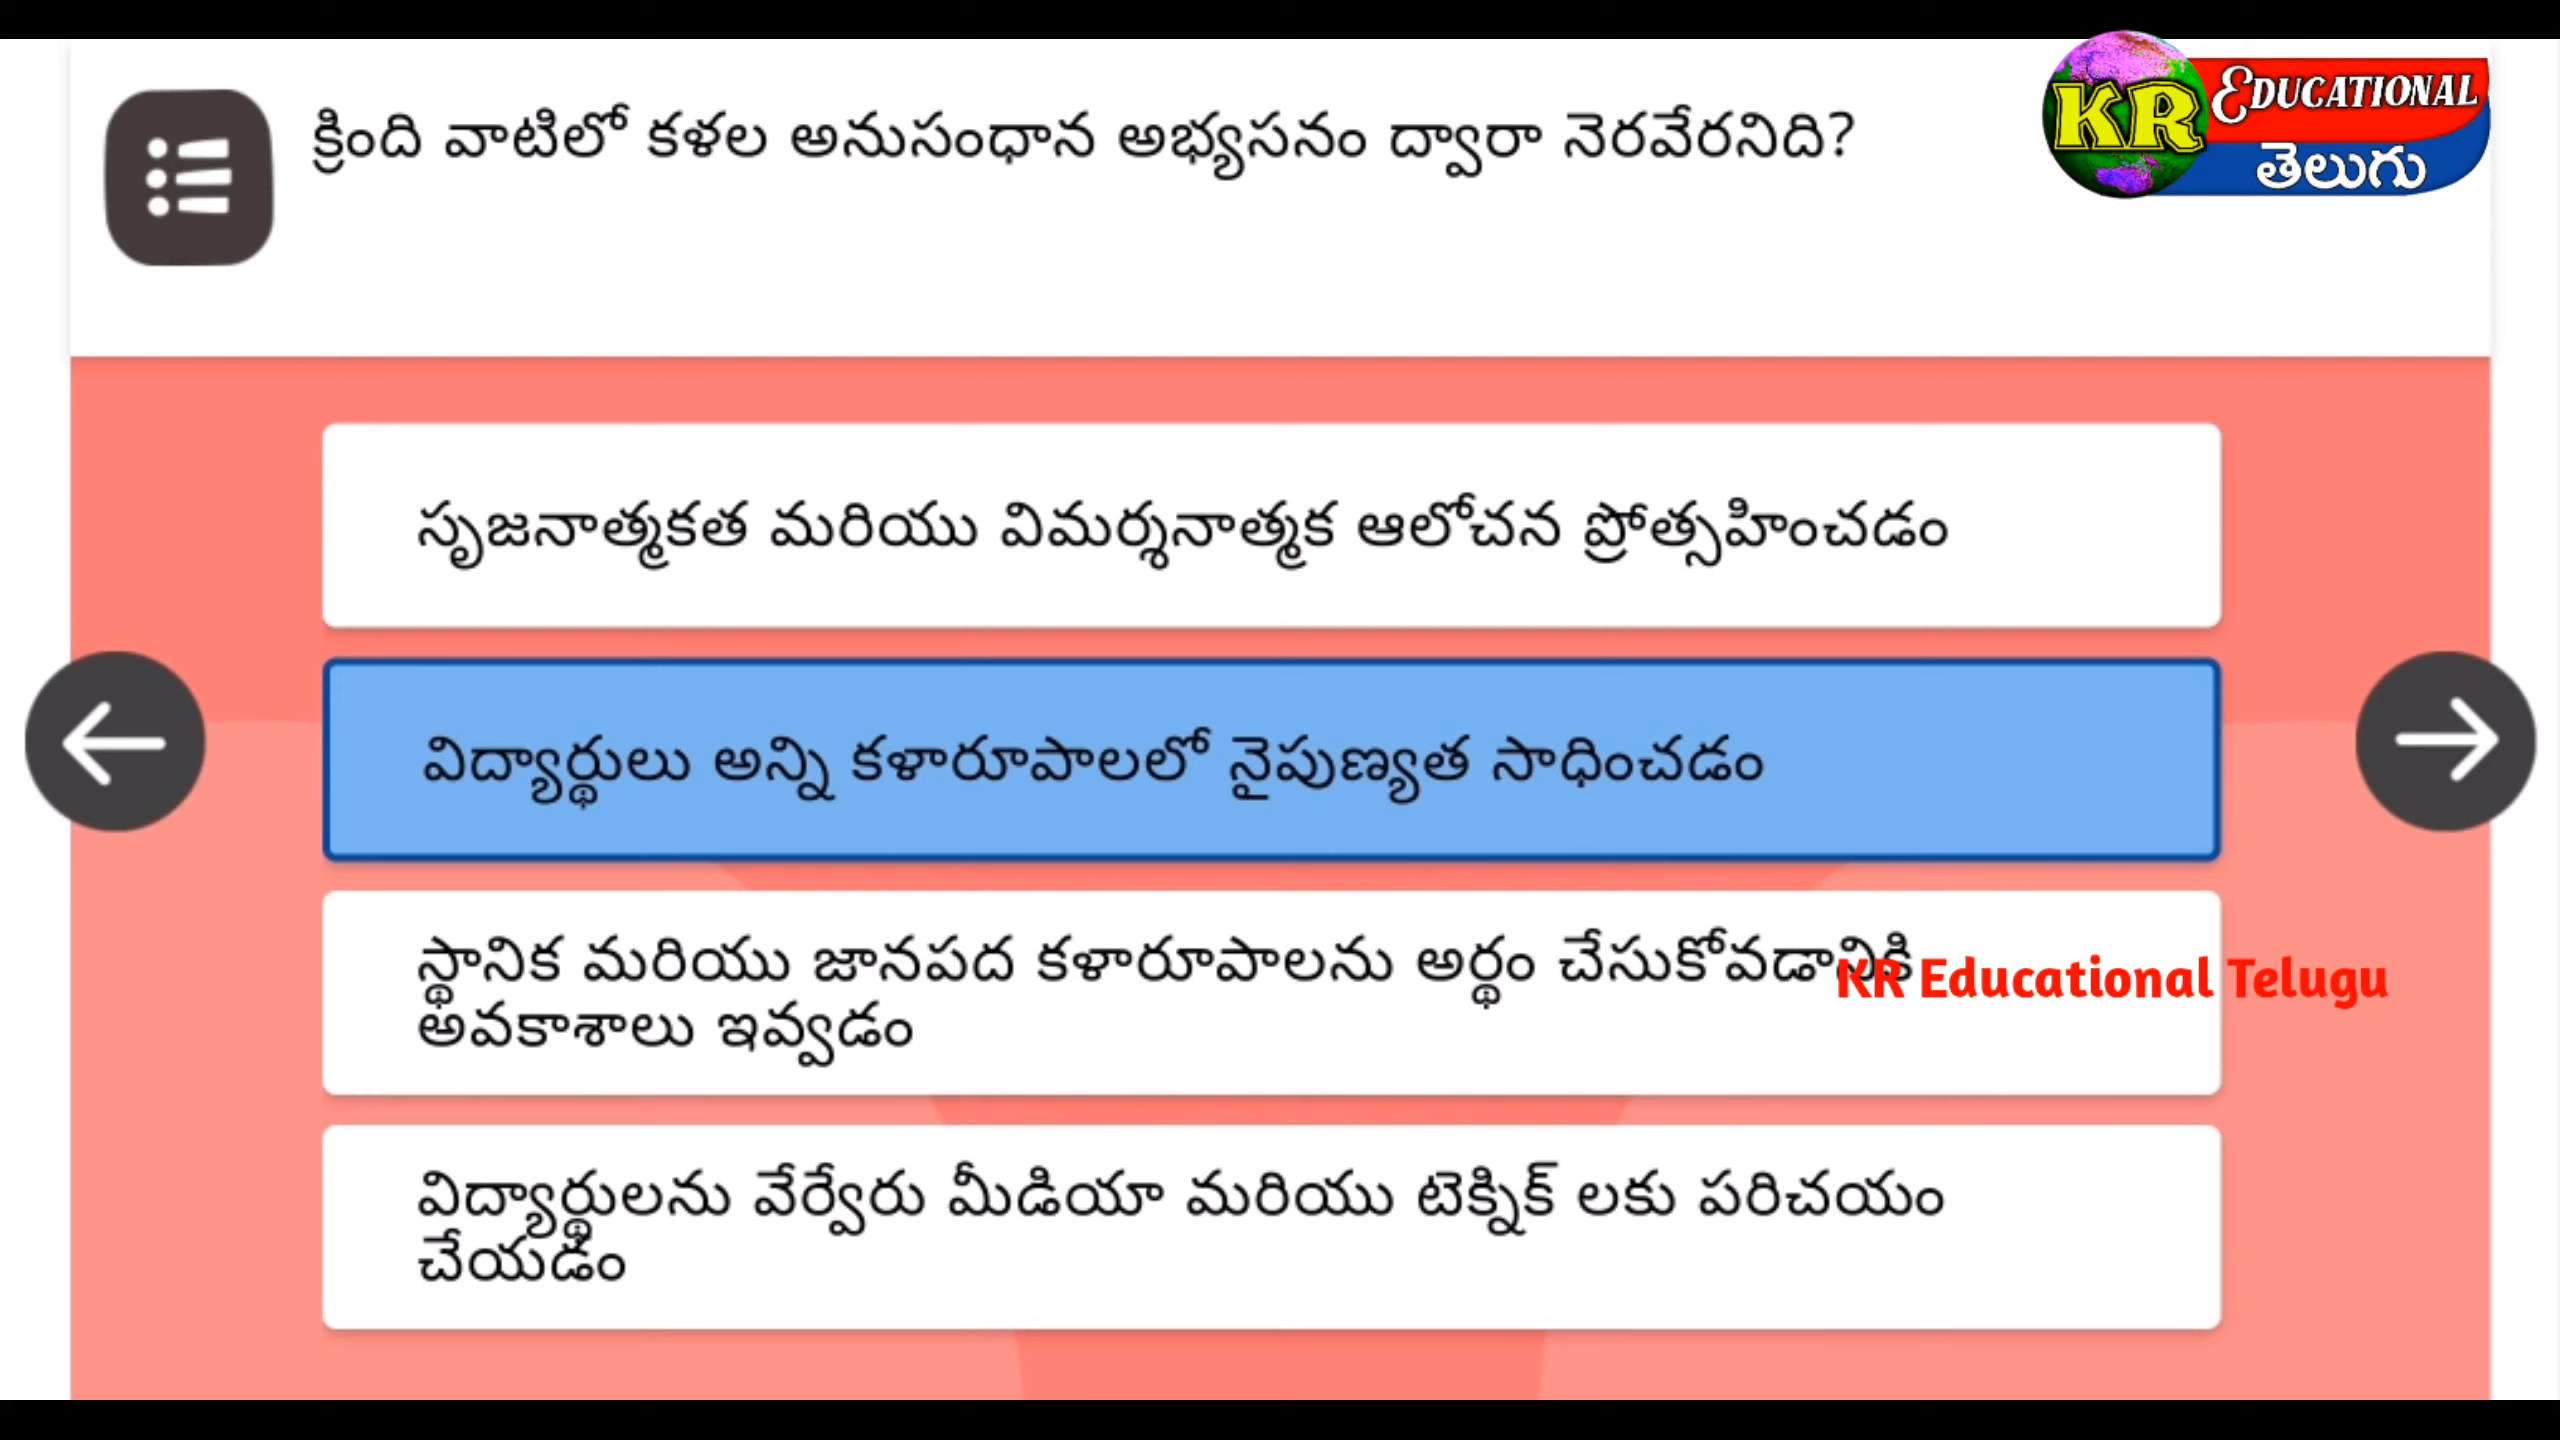 క్రింది వాటిలో కళల అనుసంధాన అభ్యసనం ద్వారా నెరవేరనిది?
KR EDUCATIONAL
తెలుగు
సృజనాత్మకత మరియు విమర్శనాత్మక ఆలోచన ప్రోత్సహించడం
విద్యార్థులు అన్ని కళారూపాలలో నైపుణ్యత సాధించడం
స్థానిక మరియు జానపద కళారూపాలను అర్థం చేసుకోవడానికి
అవకాశాలు ఇవ్వడం
KR Educational Telugu
విద్యార్థులను వేర్వేరు మీడియా మరియు టెక్నిక్ లకు పరిచయం
చేయడం